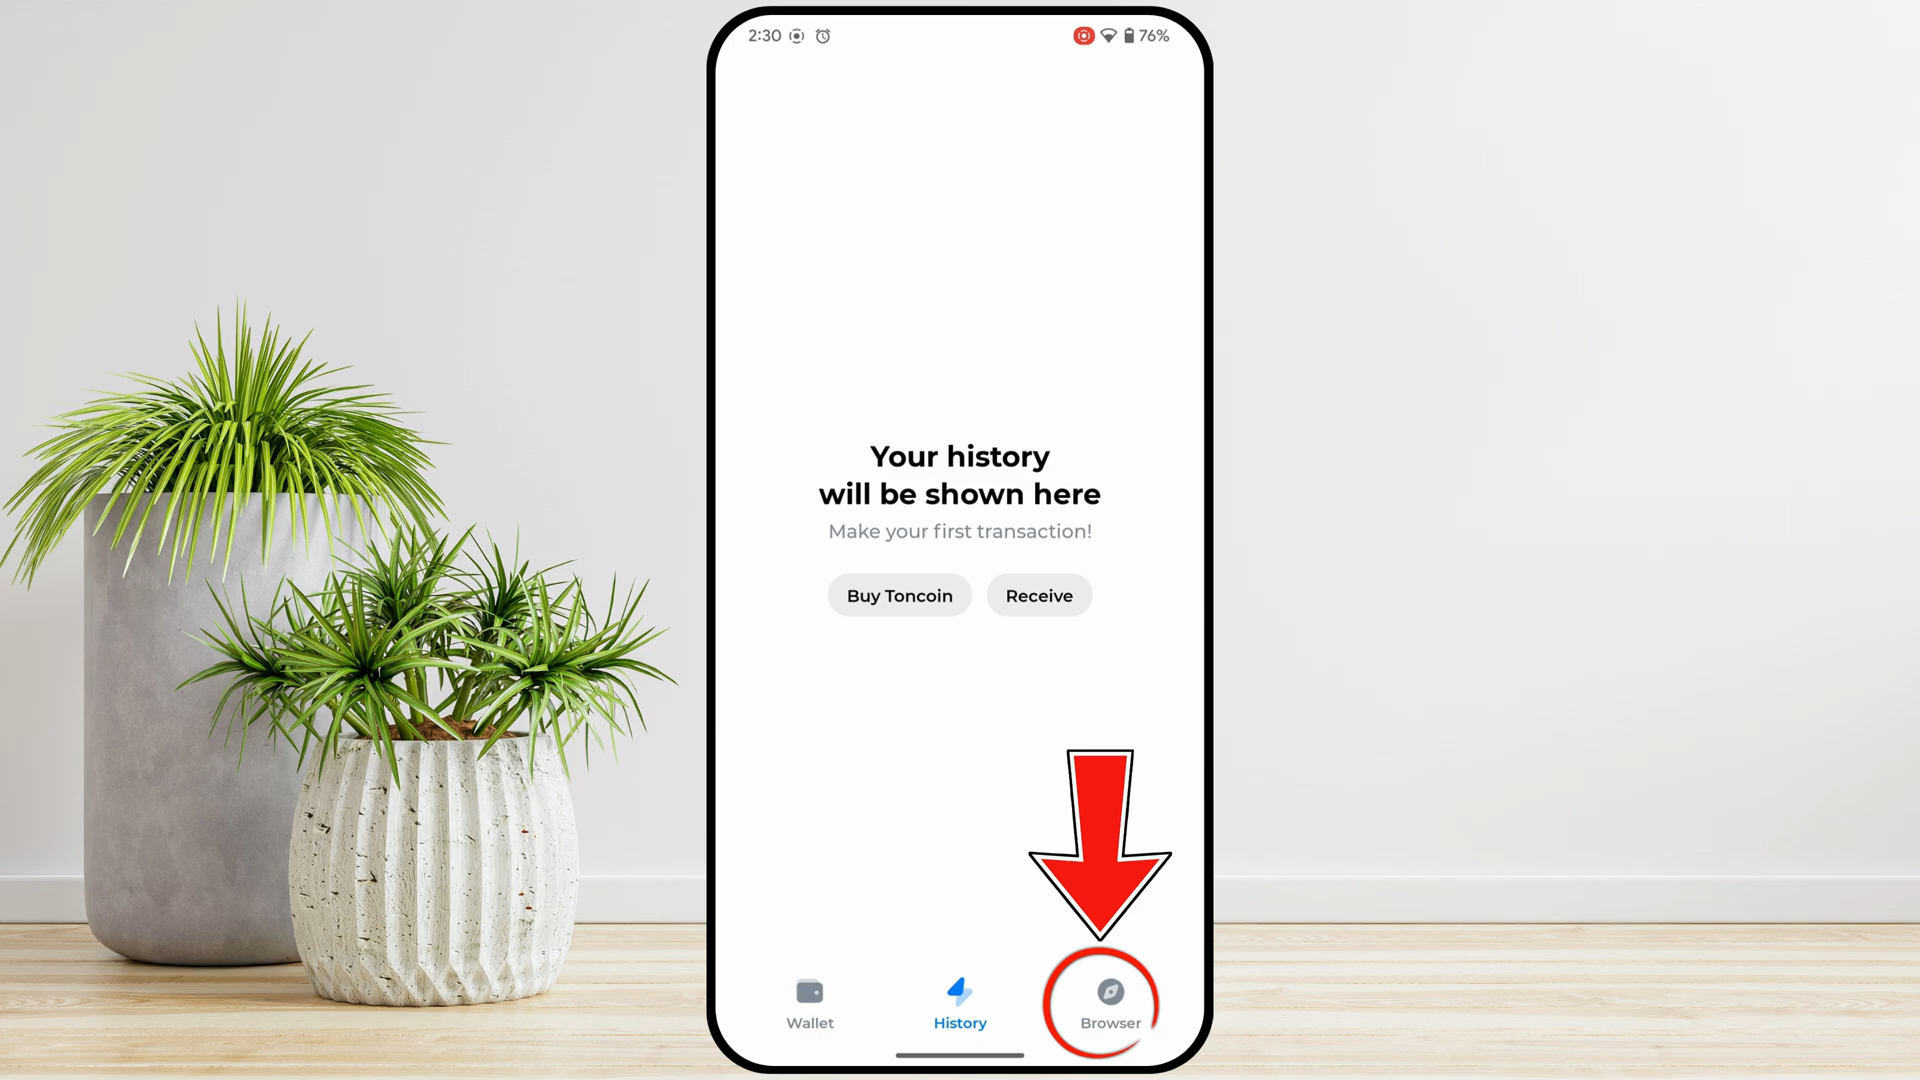 2:30
76%
Your history
will be shown here
Make your first transaction!
Buy Toncoin
Receive
Wallet
History
Browser